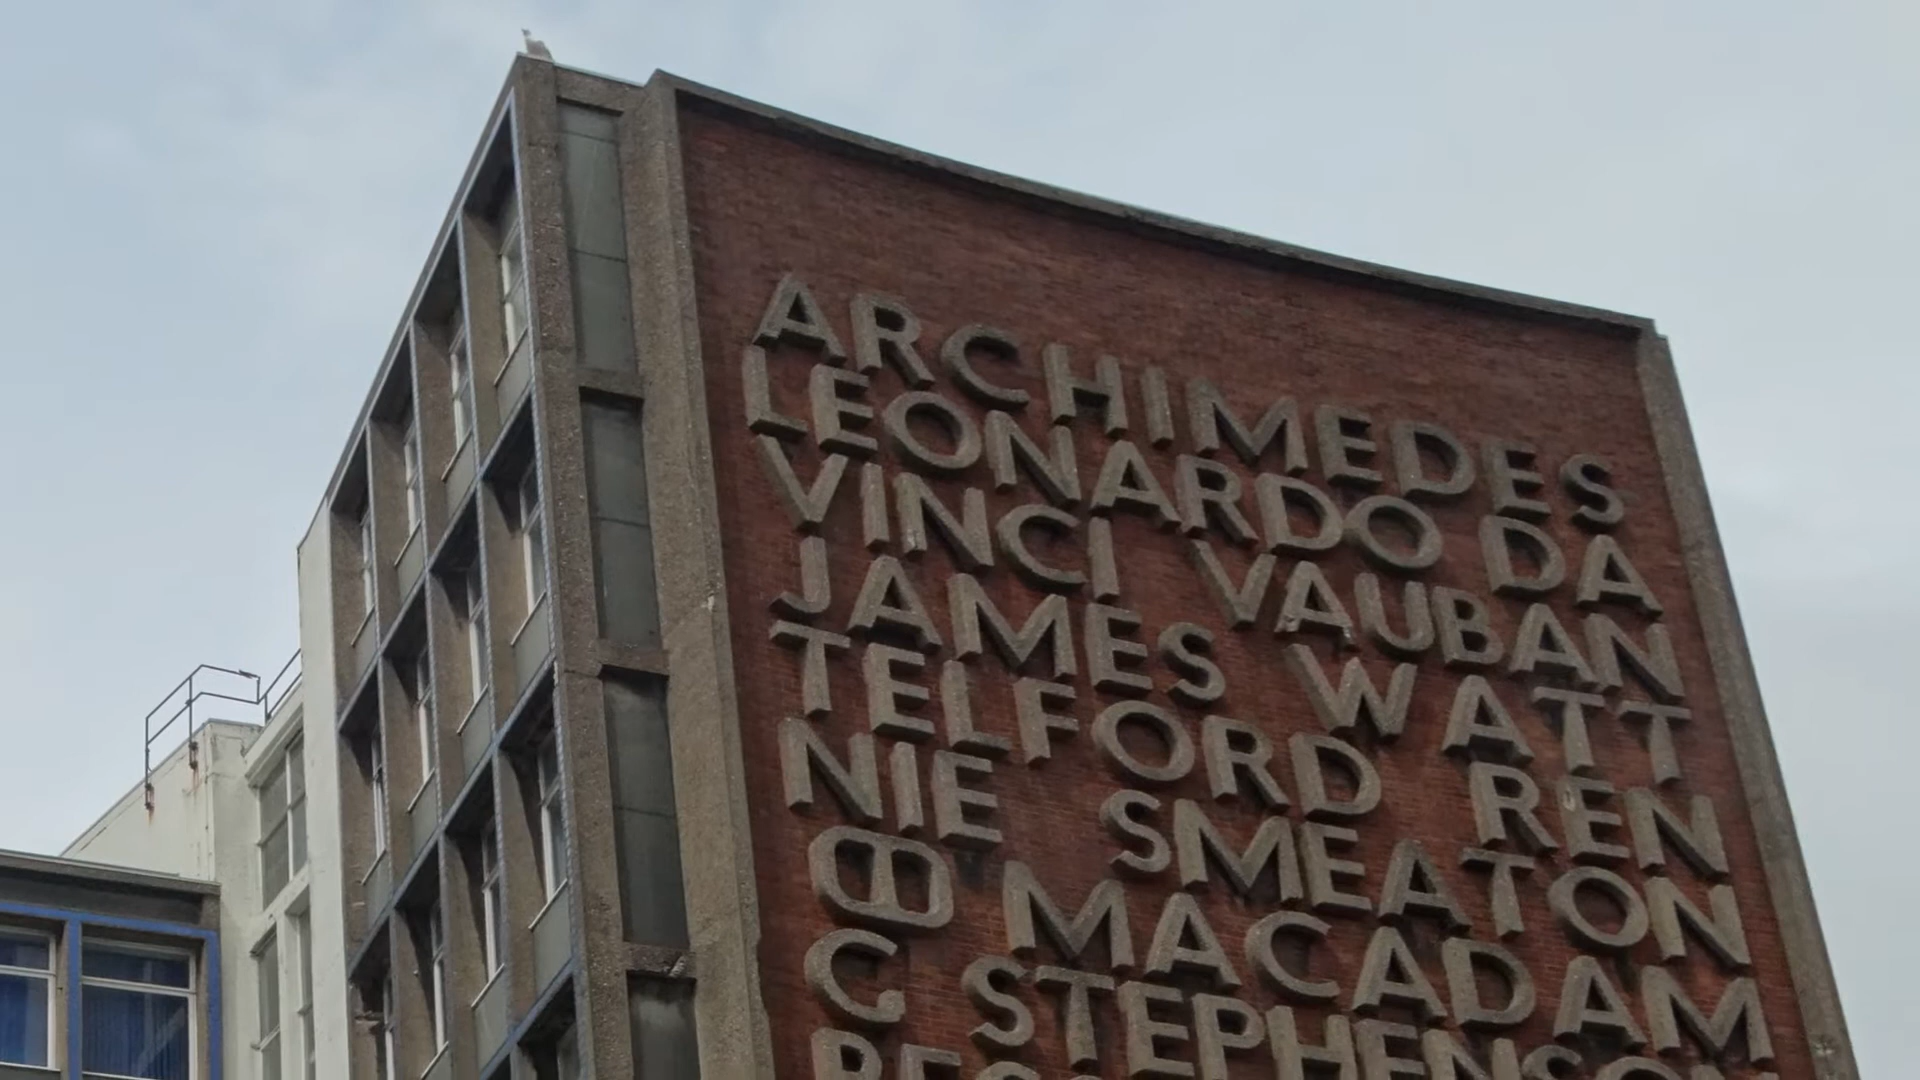 ARCHIMEDES
LEONARDO DA
VINCI VAUBAN
JAMES WATT
TELFORD REN
NIE SMEATON
MACADAM
G STEPHENSON